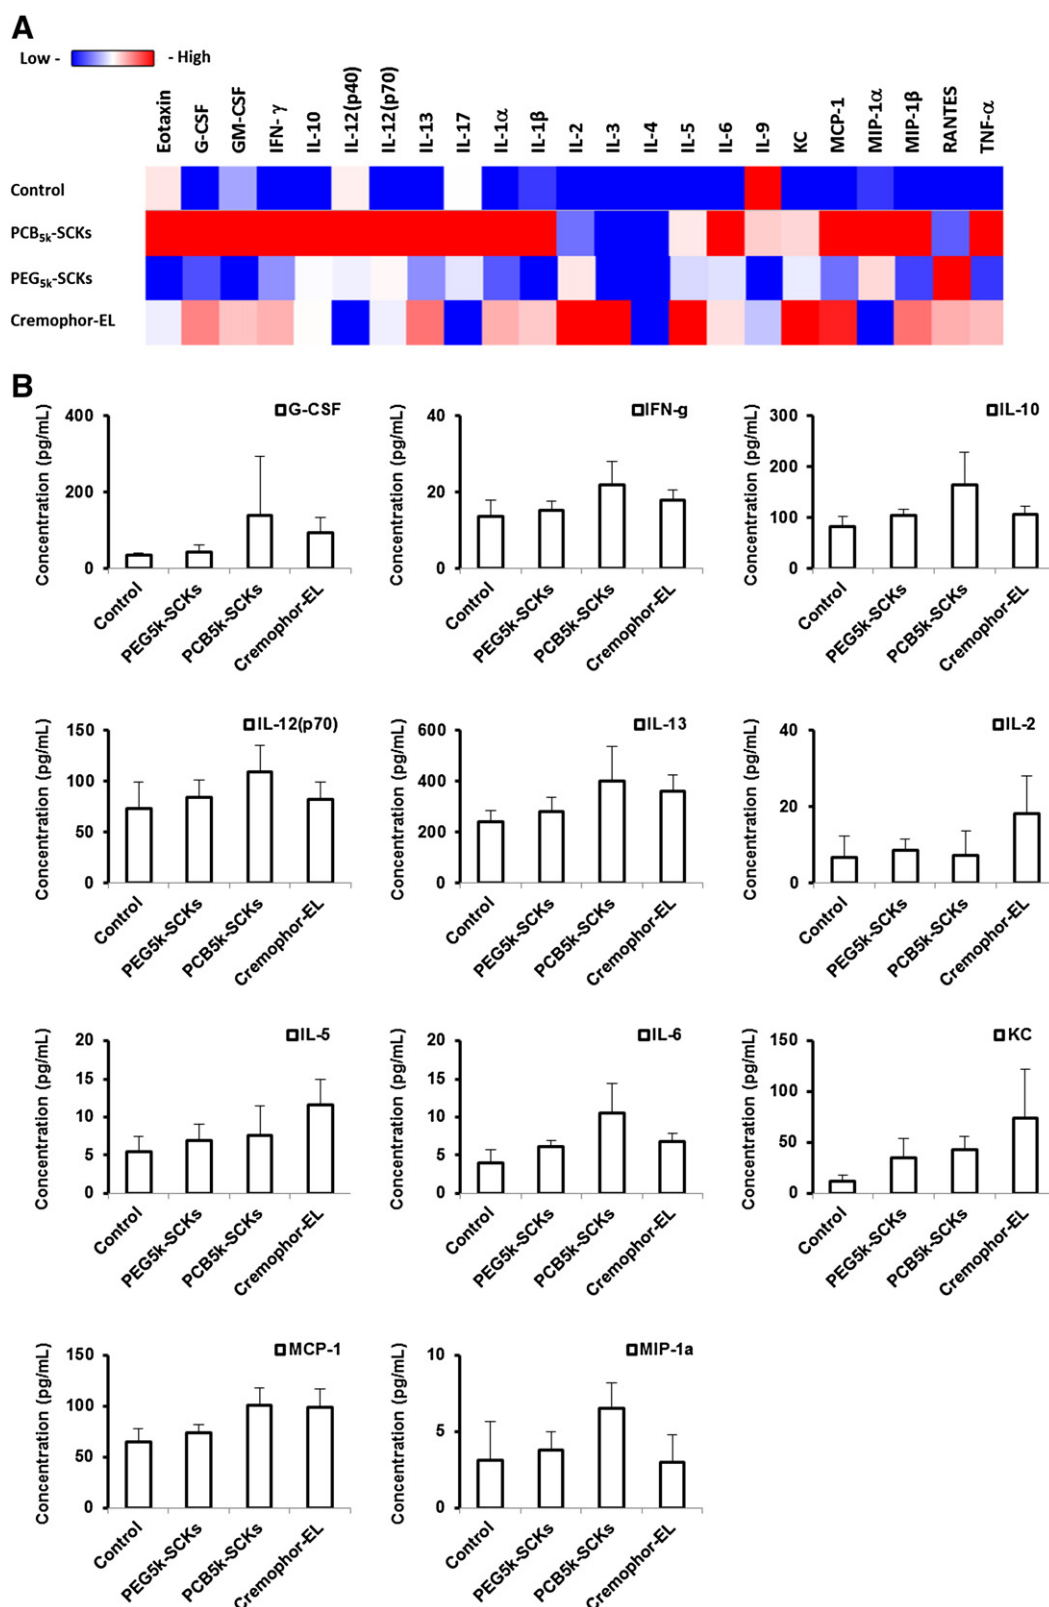 A
Low - - High
Eotaxin G-CSF GM-CSF IFN- γ IL-10 IL-12(p40) IL-12(p70) IL-13 IL-17 IL-1α IL-1β IL-2 IL-3 IL-4 IL-5 IL-6 IL-9 KC MCP-1 MIP-1α MIP-1β RANTES TNF-α
Control
PCB5k-SCKs
PEG5k-SCKs
Cremophor-EL
B
G-CSF
Concentration (pg/mL)
400
200
0
Control PEG5k-SCKs PCB5k-SCKs Cremophor-EL
IFN-g
Concentration (pg/mL)
40
20
0
Control PEG5k-SCKs PCB5k-SCKs Cremophor-EL
IL-10
Concentration (pg/mL)
300
200
100
0
Control PEG5k-SCKs PCB5k-SCKs Cremophor-EL
IL-12(p70)
Concentration (pg/mL)
150
100
50
0
Control PEG5k-SCKs PCB5k-SCKs Cremophor-EL
IL-13
Concentration (pg/mL)
600
400
200
0
Control PEG5k-SCKs PCB5k-SCKs Cremophor-EL
IL-2
Concentration (pg/mL)
40
20
0
Control PEG5k-SCKs PCB5k-SCKs Cremophor-EL
IL-5
Concentration (pg/mL)
20
15
10
5
0
Control PEG5k-SCKs PCB5k-SCKs Cremophor-EL
IL-6
Concentration (pg/mL)
20
15
10
5
0
Control PEG5k-SCKs PCB5k-SCKs Cremophor-EL
KC
Concentration (pg/mL)
150
100
50
0
Control PEG5k-SCKs PCB5k-SCKs Cremophor-EL
MCP-1
Concentration (pg/mL)
150
100
50
0
Control PEG5k-SCKs PCB5k-SCKs Cremophor-EL
MIP-1a
Concentration (pg/mL)
10
5
0
Control PEG5k-SCKs PCB5k-SCKs Cremophor-EL